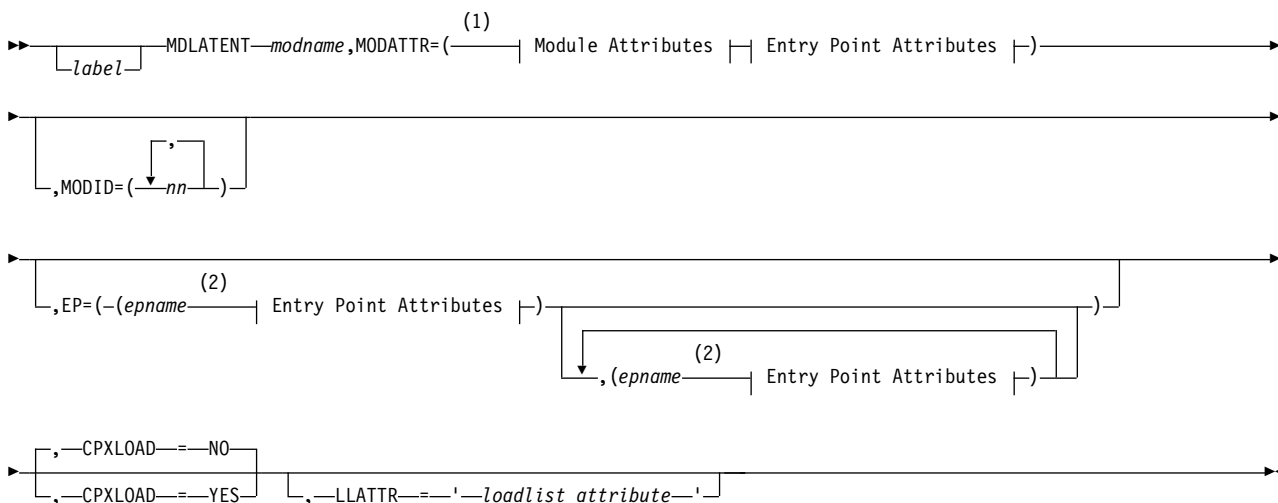 (1)
MDLATENT modname,MODATTR=( Module Attributes Entry Point Attributes )
label
,
,MODID=( nn )
(2)
,EP=( (epname Entry Point Attributes ) )
(2)
,(epname Entry Point Attributes )
, CPXLOAD = NO
, CPXLOAD = YES , LLATTR = ' loadlist attribute '